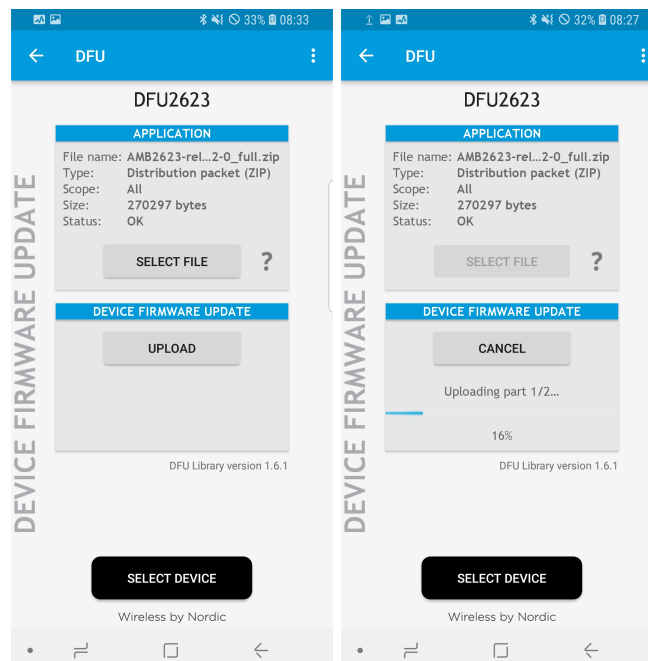 33% 08:33
DFU
DFU2623
APPLICATION
File name: AMB2623-rel...2-0_full.zip
Type: Distribution packet (ZIP)
Scope: All
Size: 270297 bytes
Status: OK
SELECT FILE ?
DEVICE FIRMWARE UPDATE
DEVICE FIRMWARE UPDATE
UPLOAD
DFU Library version 1.6.1
SELECT DEVICE
Wireless by Nordic
32% 08:27
DFU
DFU2623
APPLICATION
File name: AMB2623-rel...2-0_full.zip
Type: Distribution packet (ZIP)
Scope: All
Size: 270297 bytes
Status: OK
SELECT FILE ?
DEVICE FIRMWARE UPDATE
DEVICE FIRMWARE UPDATE
CANCEL
Uploading part 1/2...
16%
DFU Library version 1.6.1
SELECT DEVICE
Wireless by Nordic